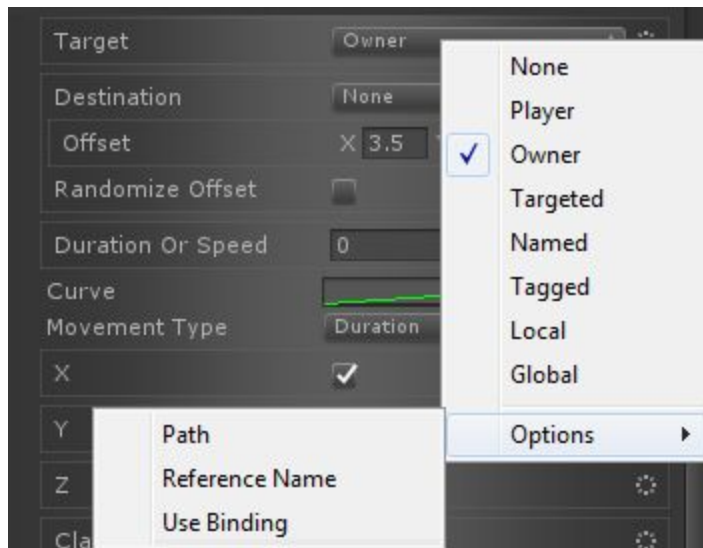 Target Owner
None
Destination None
Player
Offset X 3.5
Owner
Randomize Offset
Targeted
Named
Duration Or Speed 0
Tagged
Curve
Movement Type Duration
Local
X
Global
Y
Options
Path
Z
Reference Name
Use Binding
Cla